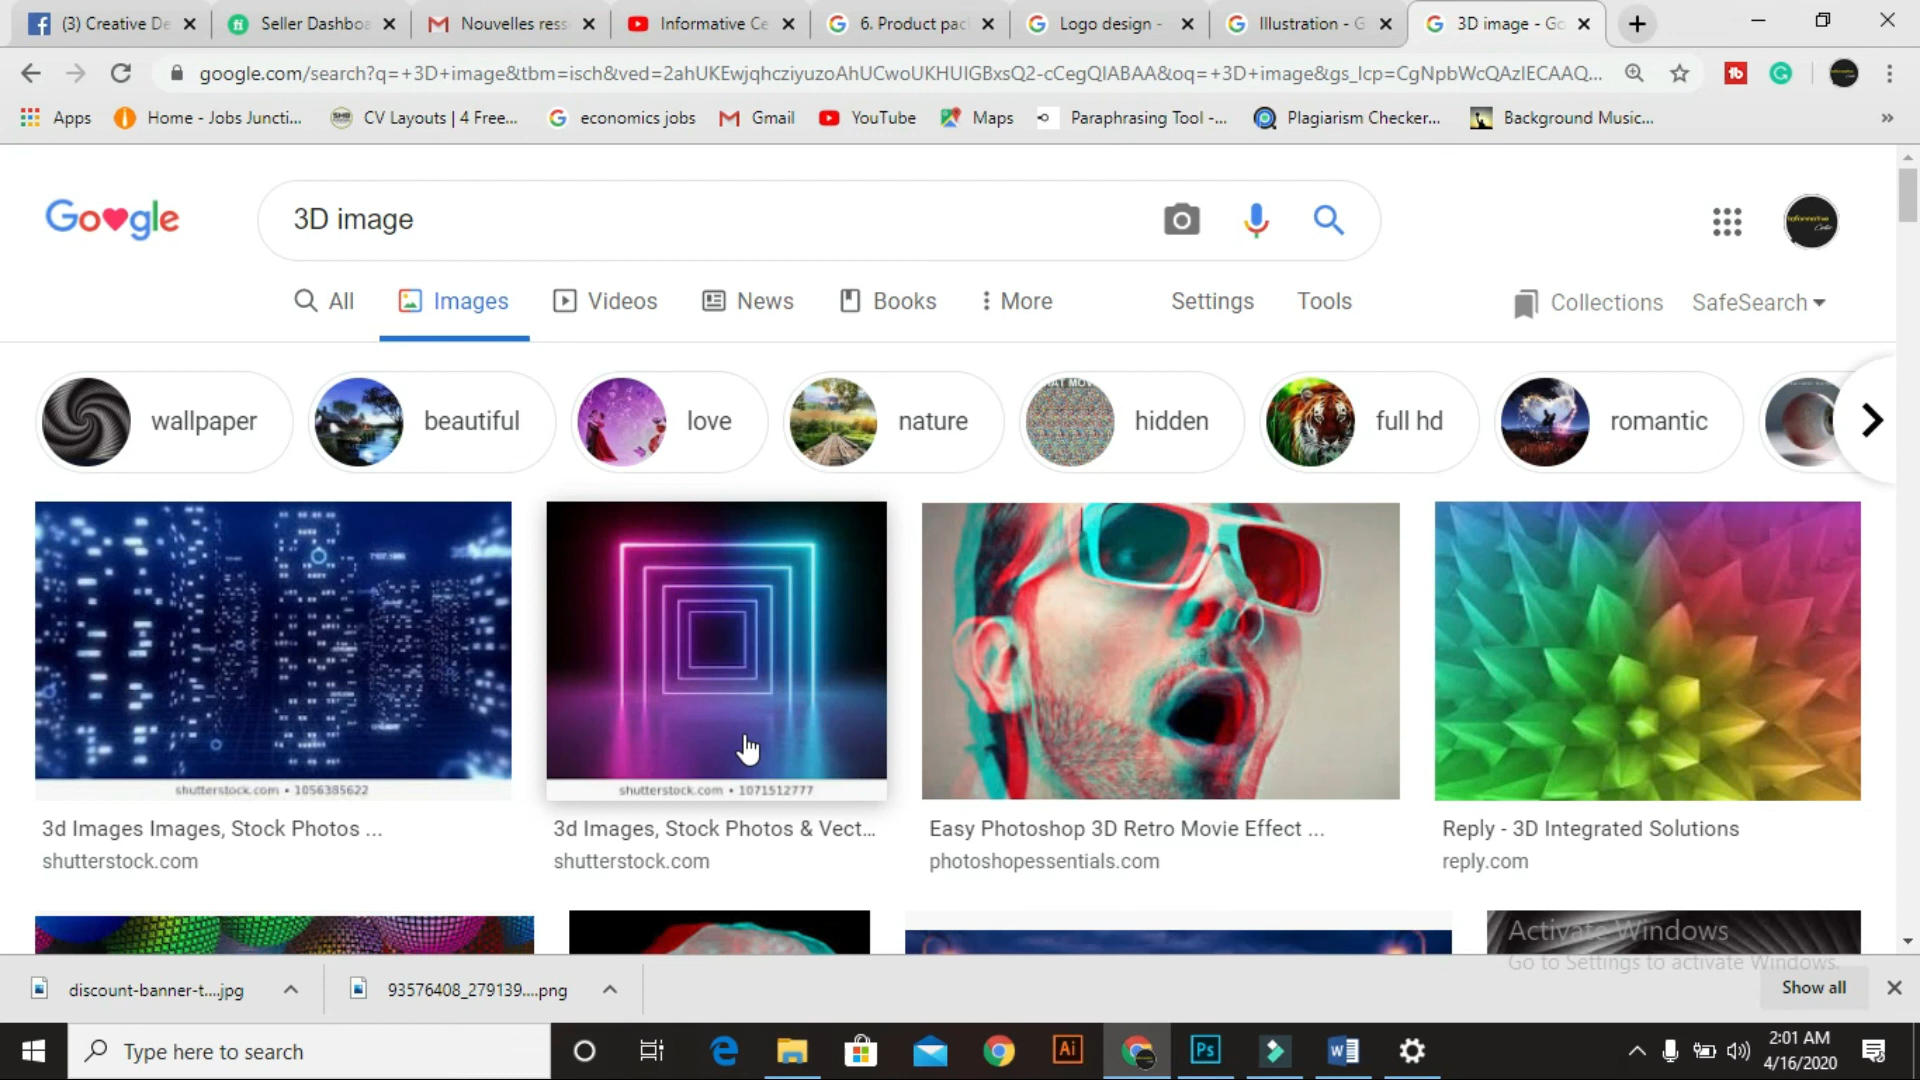 (3) Creative De
Seller Dashboa
Nouvelles ress
Informative Ce
6. Product pac
Logo design -
Illustration - G
3D image - Go
google.com/search?q=+3D+image&tbm=isch&ved=2ahUKEwjqhcziyuzoAhUCwoUKHUIGBxsQ2-cCegQIABAA&oq=+3D+image&gs_lcp=CgNpbWcQAzIECAAQ...
Apps
Home - Jobs Juncti...
CV Layouts | 4 Free...
economics jobs
Gmail
YouTube
Maps
Paraphrasing Tool -...
Plagiarism Checker...
Background Music...
Google
3D image
All
Images
Videos
News
Books
More
Settings
Tools
Collections
SafeSearch
wallpaper
beautiful
love
nature
hidden
full hd
romantic
shutterstock.com • 1056385622
shutterstock.com • 1071512777
3d Images Images, Stock Photos ...
shutterstock.com
3d Images, Stock Photos & Vect...
shutterstock.com
Easy Photoshop 3D Retro Movie Effect ...
photoshopessentials.com
Reply - 3D Integrated Solutions
reply.com
Activate Windows
Go to Settings to activate Windows.
discount-banner-t....jpg
93576408_279139....png
Show all
Type here to search
Ai
Ps
2:01 AM
4/16/2020